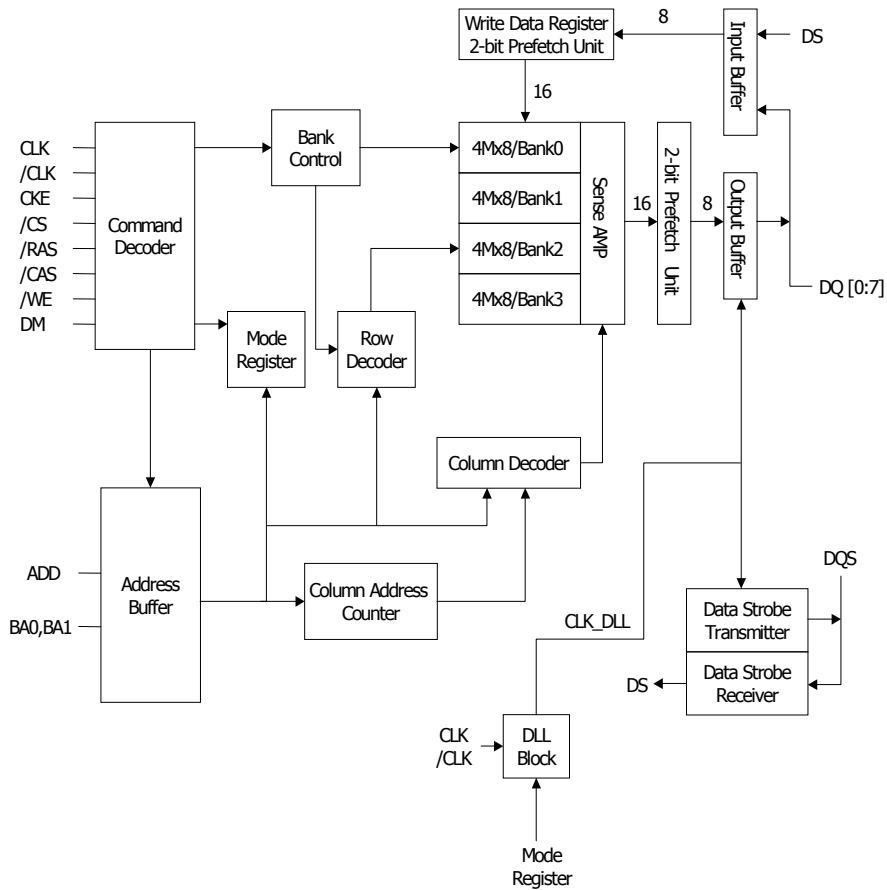 Write Data Register
2-bit Prefetch Unit
8
Input Buffer
DS
16
Bank
Control
4Mx8/Bank0
4Mx8/Bank1
4Mx8/Bank2
4Mx8/Bank3
Sense AMP
16
2-bit Prefetch Unit
8
Output Buffer
DQ [0:7]
CLK
/CLK
CKE
/CS
/RAS
/CAS
/WE
DM
Command
Decoder
Mode
Register
Row
Decoder
Column Decoder
ADD
BA0,BA1
Address
Buffer
Column Address
Counter
CLK_DLL
DQS
Data Strobe
Transmitter
Data Strobe
Receiver
DS
CLK
/CLK
DLL
Block
Mode
Register